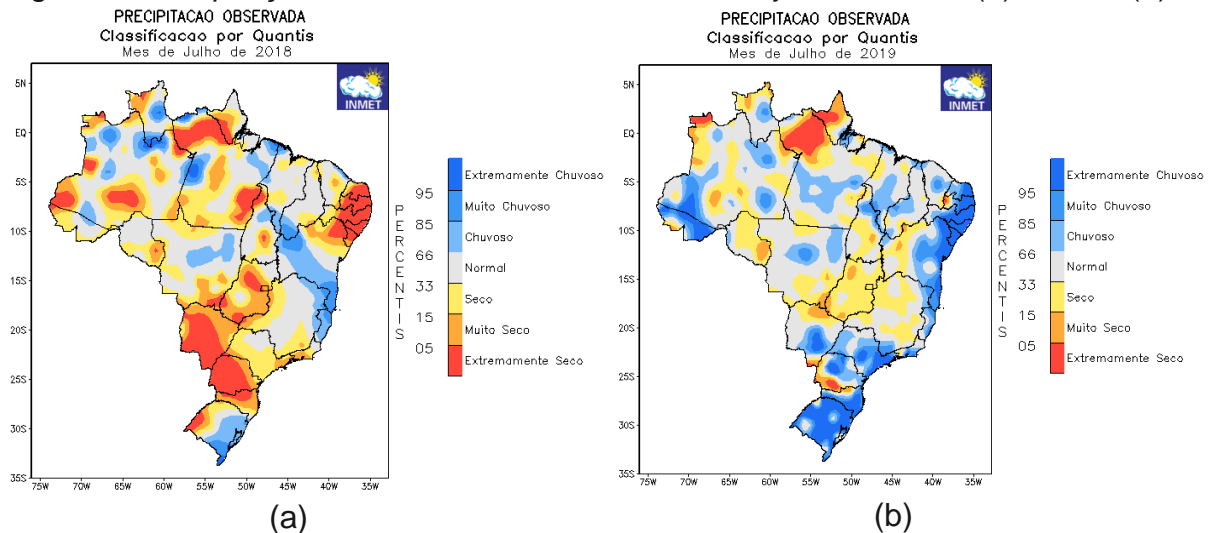 PRECIPITACAO OBSERVADA
Classificacao por Quantis
Mes de Julho de 2018
INMET
5N
EQ
5S
10S
15S
20S
25S
30S
35S
75W 70W 65W 60W 55W 50W 45W 40W 35W
PERCENTIS
95
85
66
33
15
05
Extremamente Chuvoso
Muito Chuvoso
Chuvoso
Normal
Seco
Muito Seco
Extremamente Seco
(a)
PRECIPITACAO OBSERVADA
Classificacao por Quantis
Mes de Julho de 2019
INMET
5N
EQ
5S
10S
15S
20S
25S
30S
35S
75W 70W 65W 60W 55W 50W 45W 40W 35W
PERCENTIS
95
85
66
33
15
05
Extremamente Chuvoso
Muito Chuvoso
Chuvoso
Normal
Seco
Muito Seco
Extremamente Seco
(b)